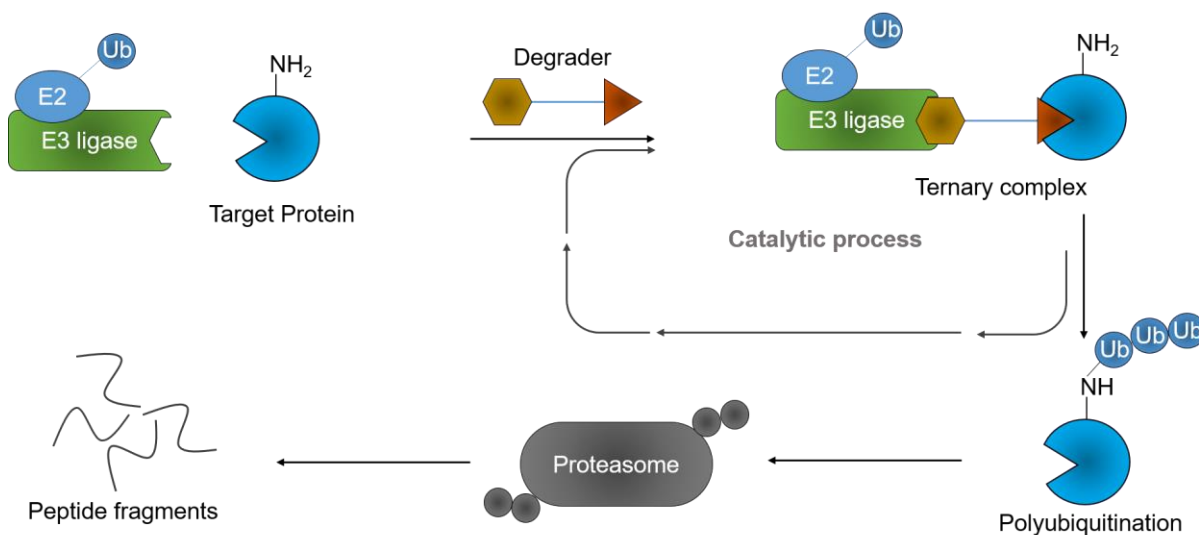 Ub
E2
E3 ligase
NH2
Target Protein
Degrader
Ub
E2
E3 ligase
NH2
Ternary complex
Catalytic process
Ub Ub Ub
NH
Polyubiquitination
Proteasome
Peptide fragments